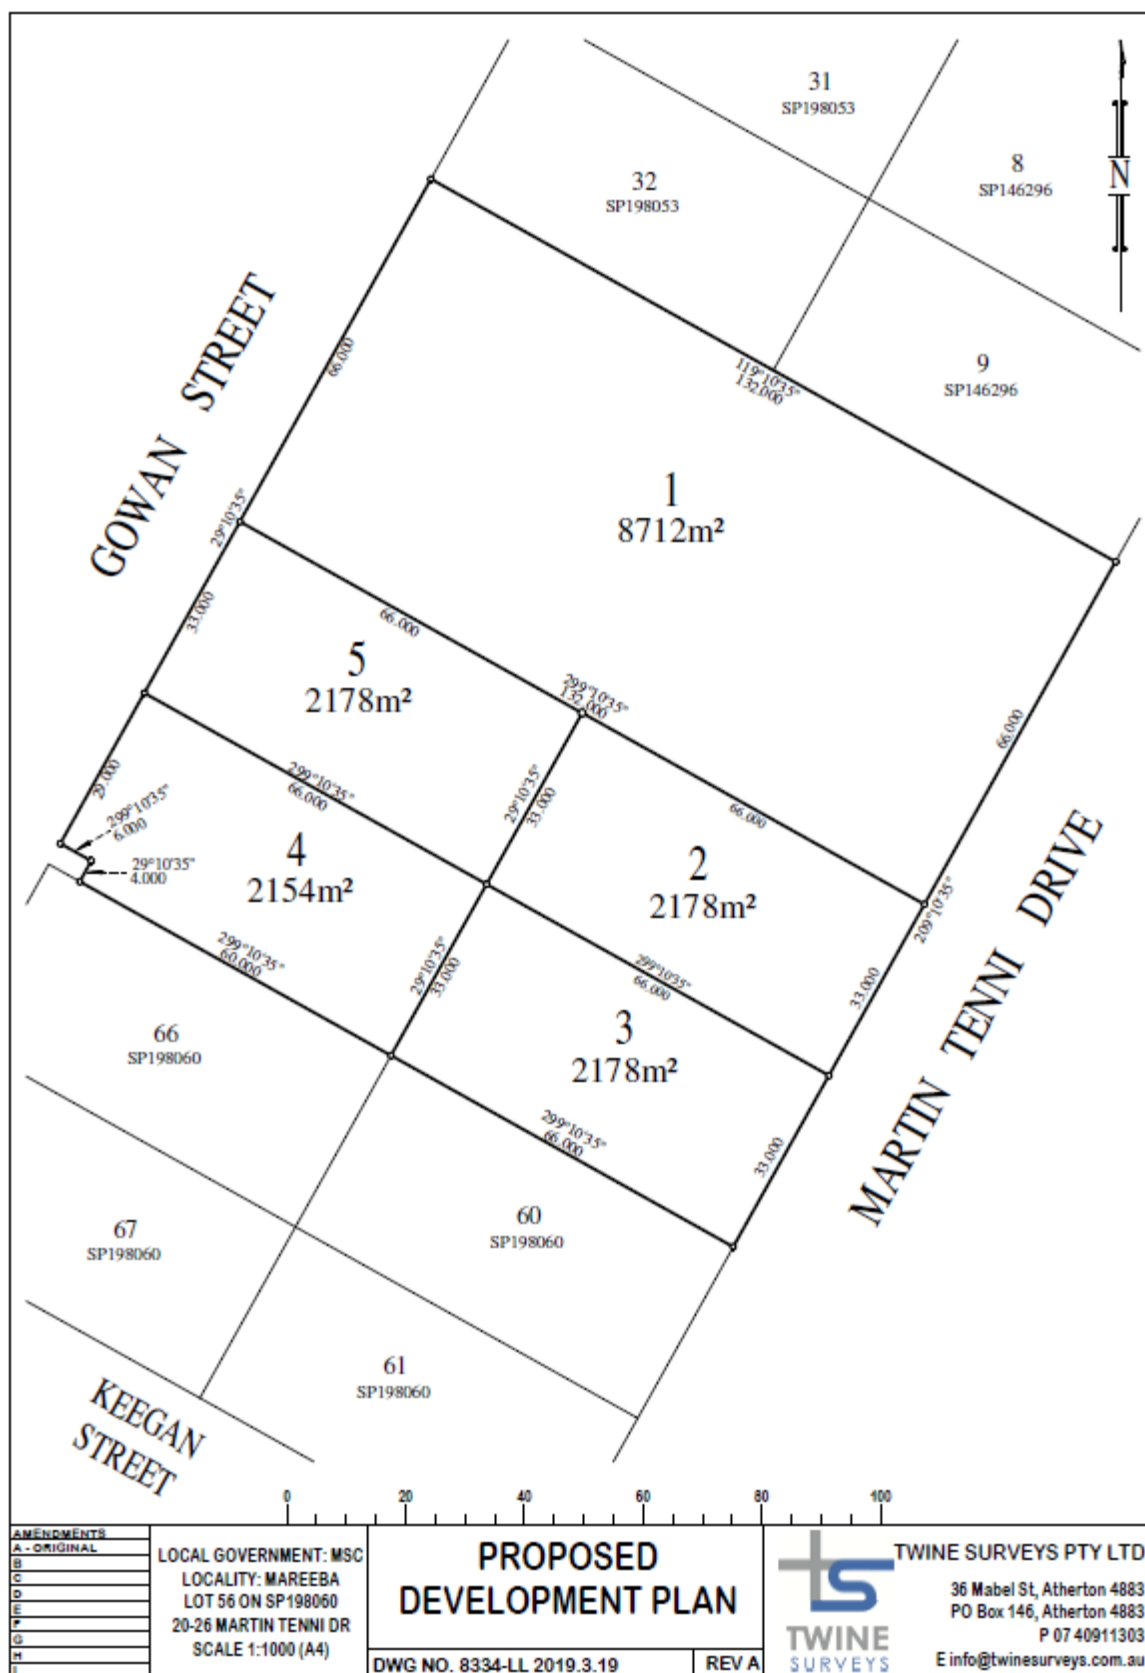 31
SP198053
8
SP146296
32
SP198053
N
9
SP146296
GOWAN STREET
66.000
119°10'35"
132.000
1
8712m²
29°10'35"
33.000
66.000
5
2178m²
299°10'35"
132.000
66.000
29.000
299°10'35"
66.000
29°10'35"
33.000
66.000
299°10'35"
6.000
29°10'35"
4.000
4
2154m²
2
2178m²
209°10'35"
MARTIN TENNI DRIVE
299°10'35"
60.000
29°10'35"
33.000
299°10'35"
66.000
33.000
3
2178m²
66
SP198060
299°10'35"
66.000
33.000
67
SP198060
60
SP198060
61
SP198060
KEEGAN
STREET
0 20 40 60 80 100
AMENDMENTS
A - ORIGINAL
B
C
D
E
F
G
H
I
LOCAL GOVERNMENT: MSC
LOCALITY: MAREEBA
LOT 56 ON SP198060
20-26 MARTIN TENNI DR
SCALE 1:1000 (A4)
PROPOSED
DEVELOPMENT PLAN
DWG NO. 8334-LL 2019.3.19
REV A
ts
TWINE
SURVEYS
TWINE SURVEYS PTY LTD
36 Mabel St, Atherton 4883
PO Box 146, Atherton 4883
P 07 40911303
E info@twinesurveys.com.au